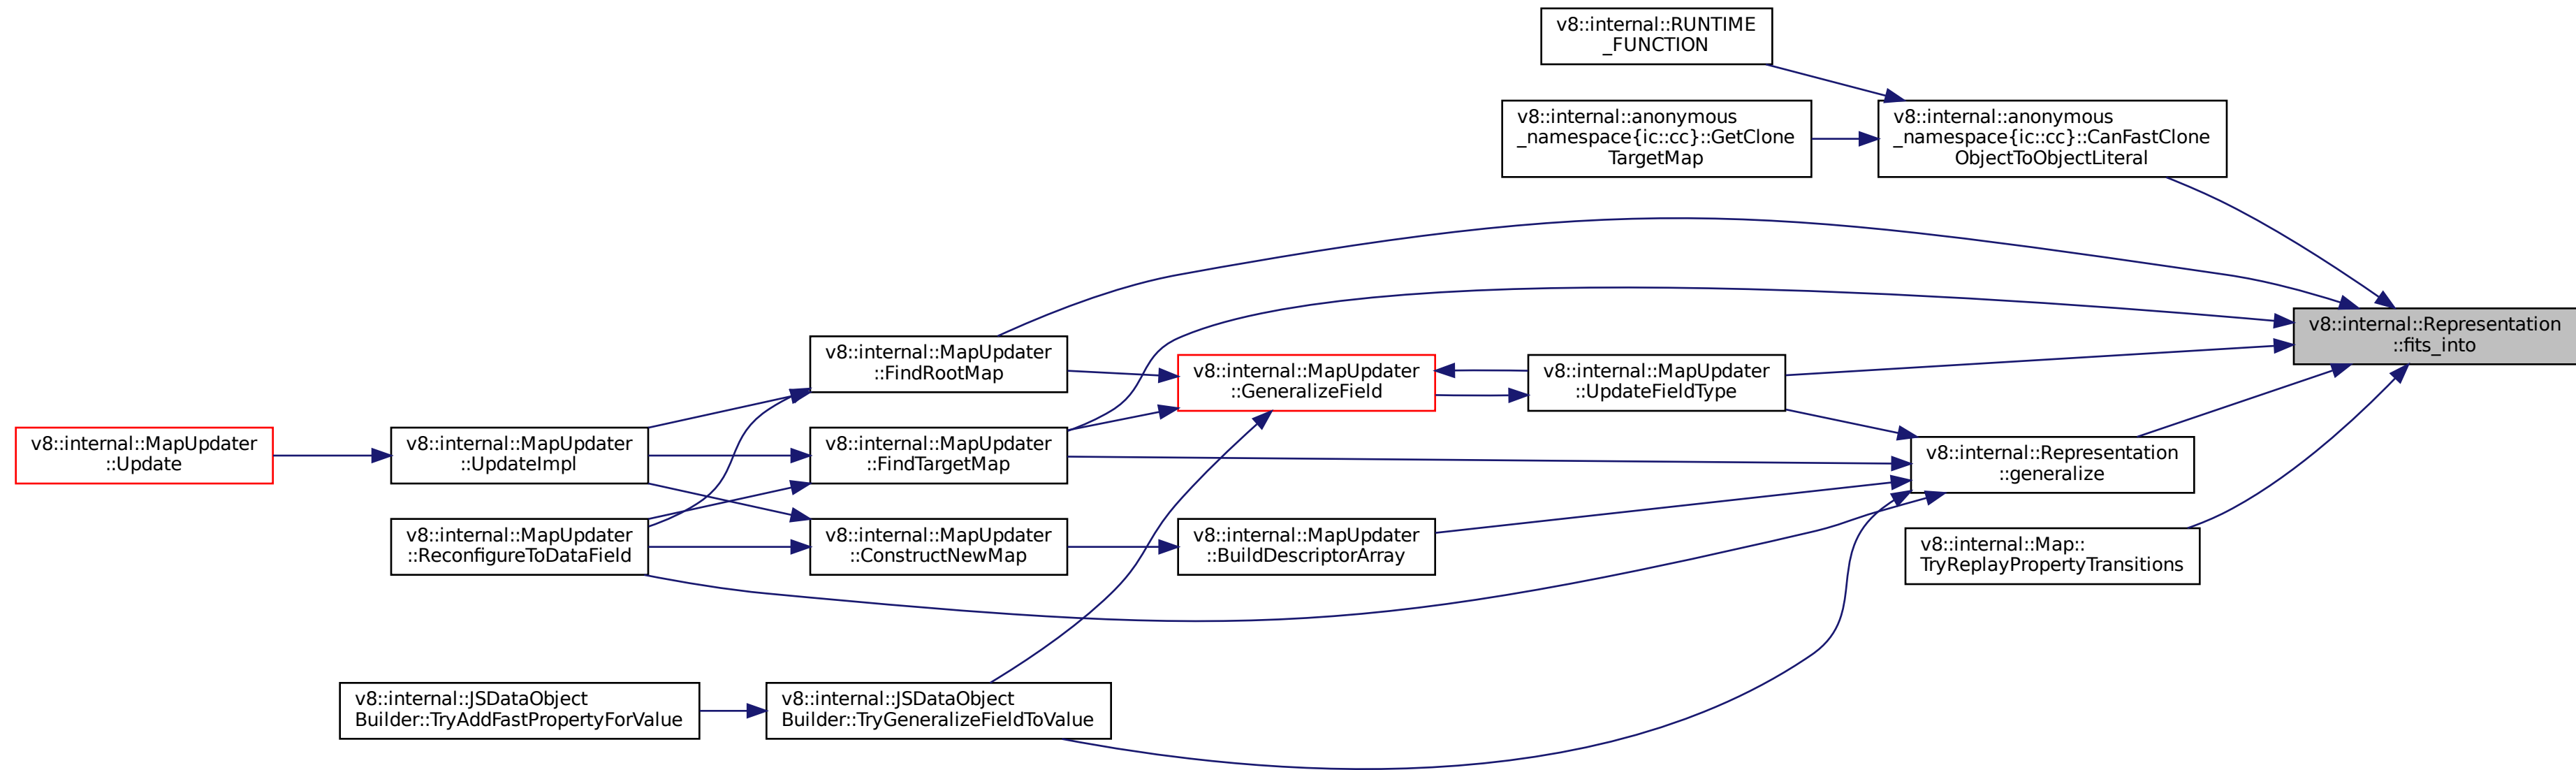 v8::internal::RUNTIME
_FUNCTION
v8::internal::anonymous
_namespace{ic::cc}::GetClone
TargetMap
v8::internal::anonymous
_namespace{ic::cc}::CanFastClone
ObjectToObjectLiteral
v8::internal::Representation
::fits_into
v8::internal::MapUpdater
::FindRootMap
v8::internal::MapUpdater
::GeneralizeField
v8::internal::MapUpdater
::UpdateFieldType
v8::internal::MapUpdater
::Update
v8::internal::MapUpdater
::UpdateImpl
v8::internal::MapUpdater
::FindTargetMap
v8::internal::Representation
::generalize
v8::internal::MapUpdater
::ReconfigureToDataField
v8::internal::MapUpdater
::ConstructNewMap
v8::internal::MapUpdater
::BuildDescriptorArray
v8::internal::Map::
TryReplayPropertyTransitions
v8::internal::JSDataObject
Builder::TryAddFastPropertyForValue
v8::internal::JSDataObject
Builder::TryGeneralizeFieldToValue